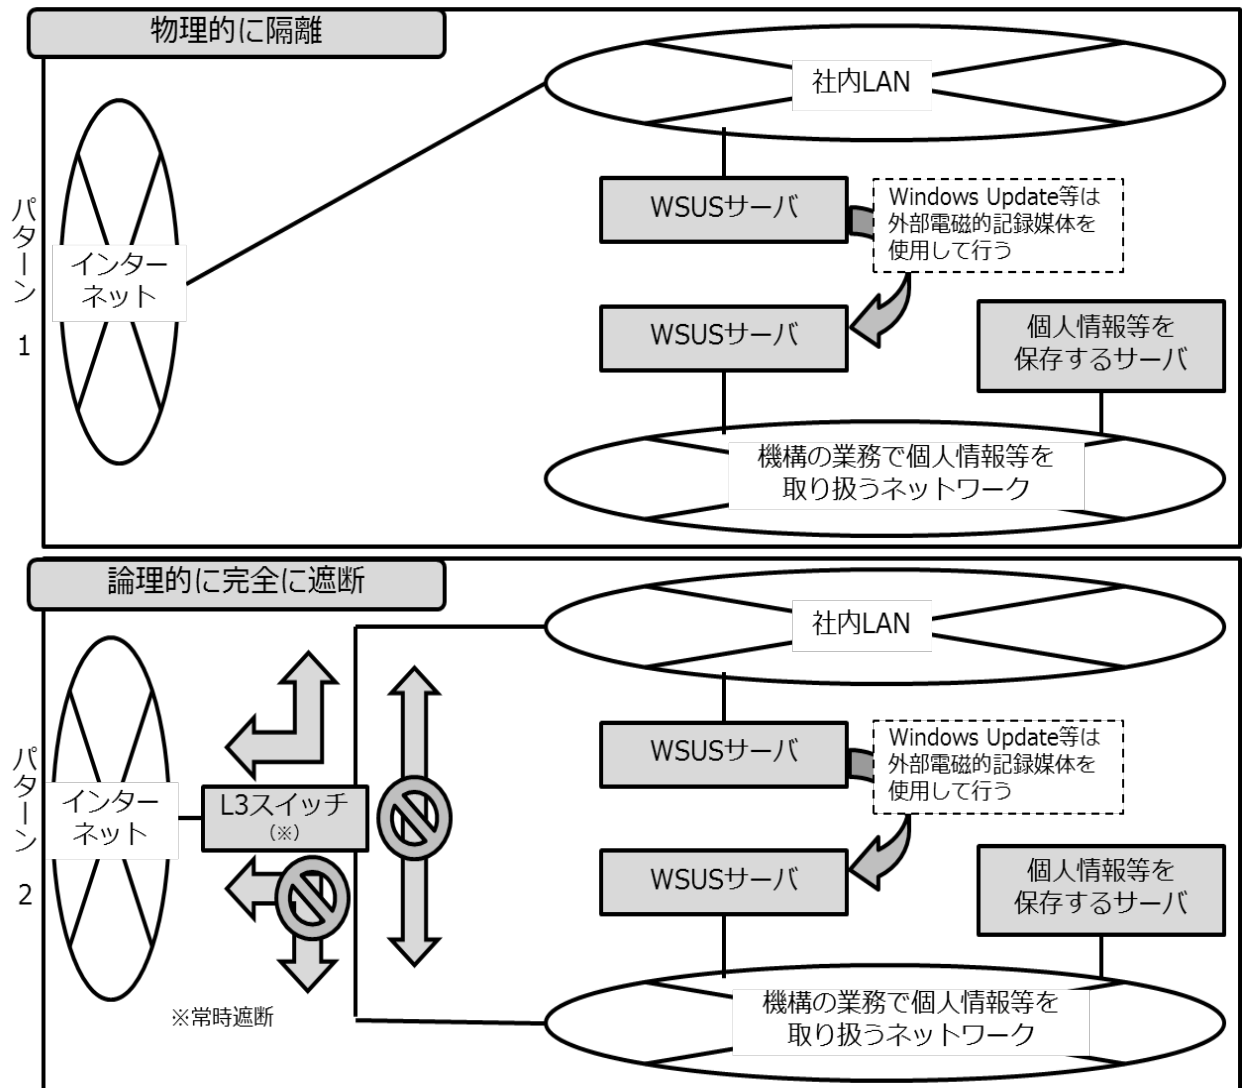 物理的に隔離
パターン 1
インター
ネット
社内LAN
WSUSサーバ
Windows Update等は
外部電磁的記録媒体を
使用して行う
WSUSサーバ
個人情報等を
保存するサーバ
機構の業務で個人情報等を
取り扱うネットワーク
論理的に完全に遮断
パターン 2
インター
ネット
L3スイッチ
(※)
※常時遮断
社内LAN
WSUSサーバ
Windows Update等は
外部電磁的記録媒体を
使用して行う
WSUSサーバ
個人情報等を
保存するサーバ
機構の業務で個人情報等を
取り扱うネットワーク